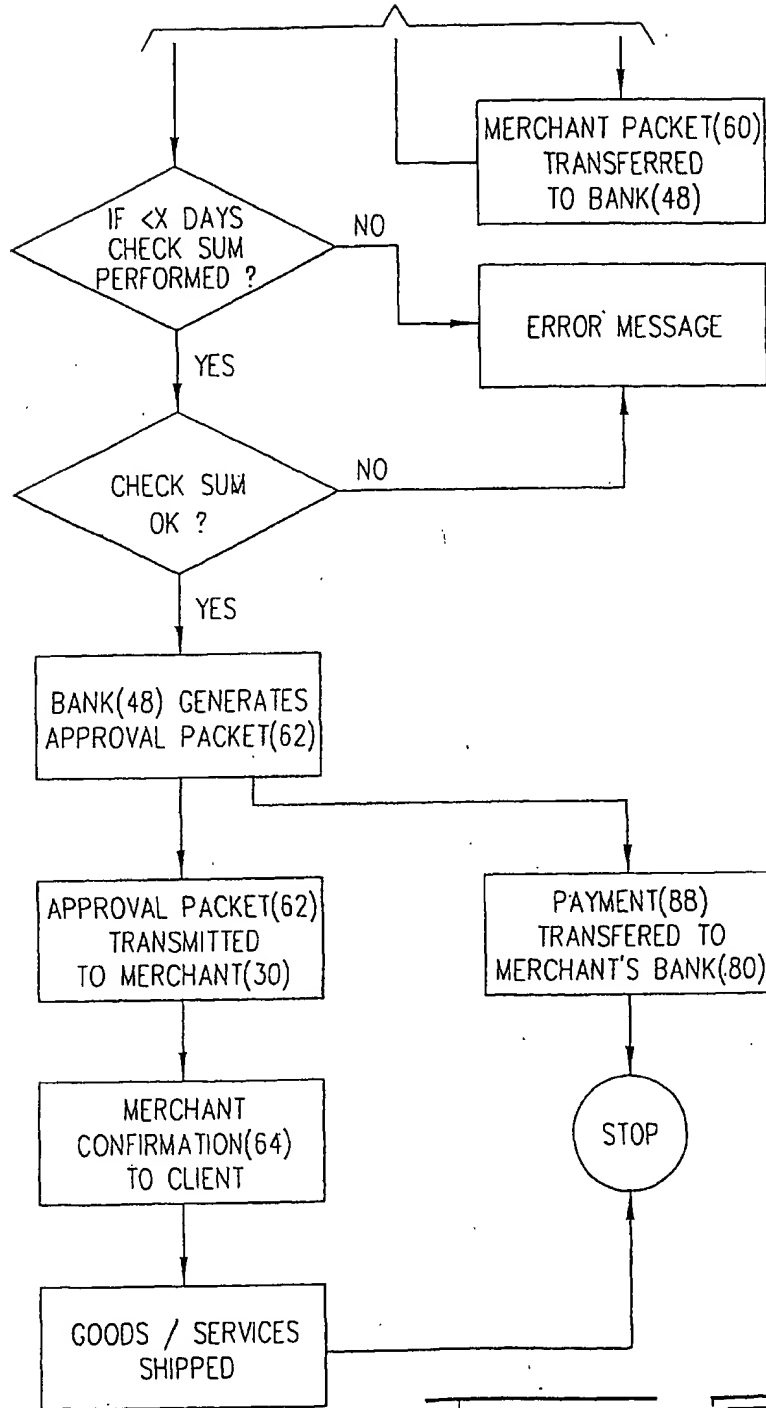 MERCHANT PACKET(60)
TRANSFERRED
TO BANK(48)
IF <X DAYS
CHECK SUM
PERFORMED ?
NO
ERROR MESSAGE
YES
CHECK SUM
OK ?
NO
YES
BANK(48) GENERATES
APPROVAL PACKET(62)
APPROVAL PACKET(62)
TRANSMITTED
TO MERCHANT(30)
PAYMENT(88)
TRANSFERED TO
MERCHANT'S BANK(80)
MERCHANT
CONFIRMATION(64)
TO CLIENT
STOP
GOODS / SERVICES
SHIPPED